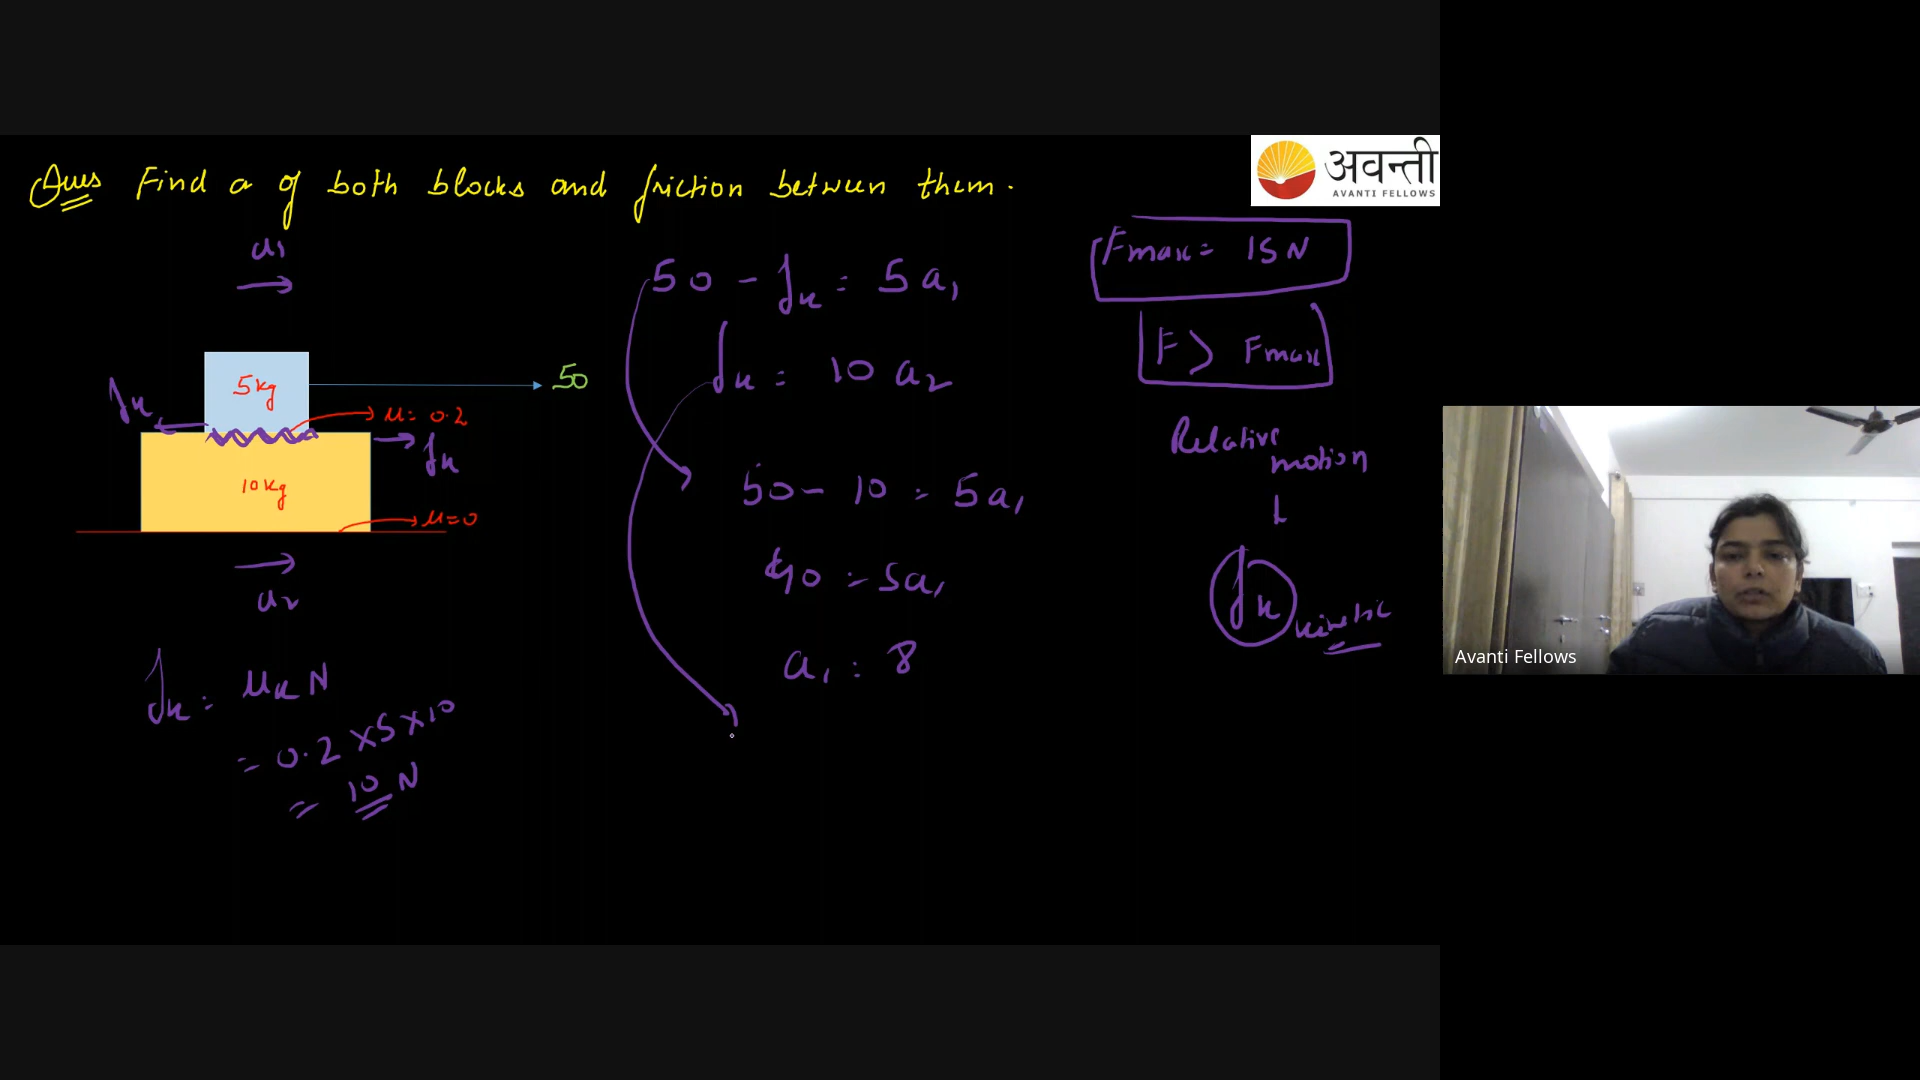 Ques Find a of both blocks and friction between them.
अवन्ती
AVANTI FELLOWS
a₁
5kg
50
fk
μ = 0.2
fk
10kg
μ = 0
a₂
fk = μk N
= 0.2 × 5 × 10
= 10 N
50 - fk = 5a₁
fk = 10 a₂
50 - 10 = 5a₁
40 = 5a₁
a₁ = 8
Fmax = 15 N
F > Fmax
Relative
motion
fk kinetic
Avanti Fellows